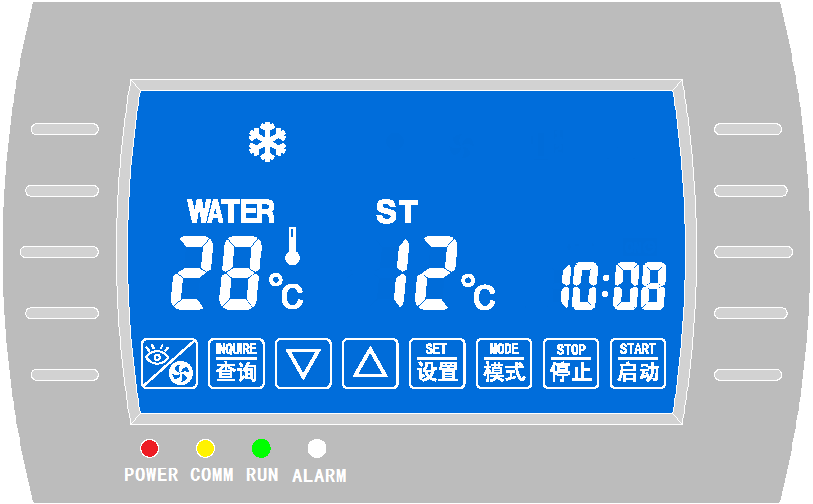 WATER ST
28 °C 12 °C 10:08
INQUIRE SET MODE STOP START
查询 设置 模式 停止 启动
POWER COMM RUN ALARM